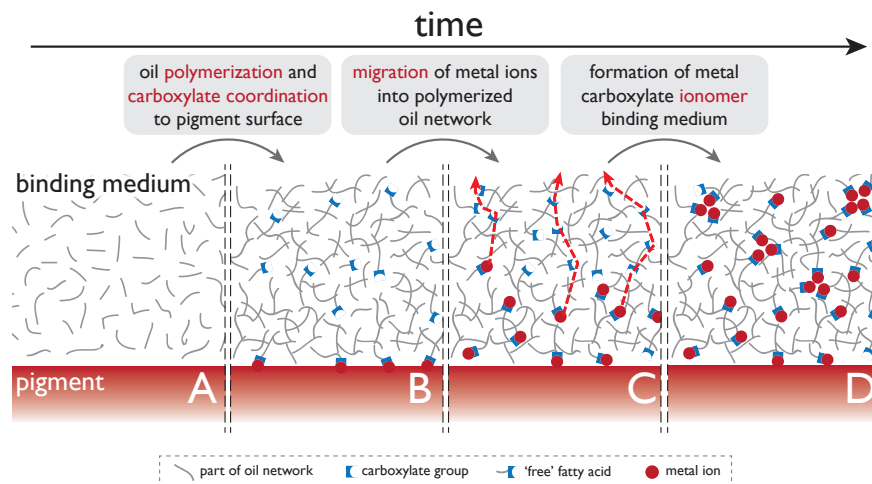 time
oil polymerization and
carboxylate coordination
to pigment surface
migration of metal ions
into polymerized
oil network
formation of metal
carboxylate ionomer
binding medium
binding medium
pigment
A
B
C
D
part of oil network
carboxylate group
'free' fatty acid
metal ion